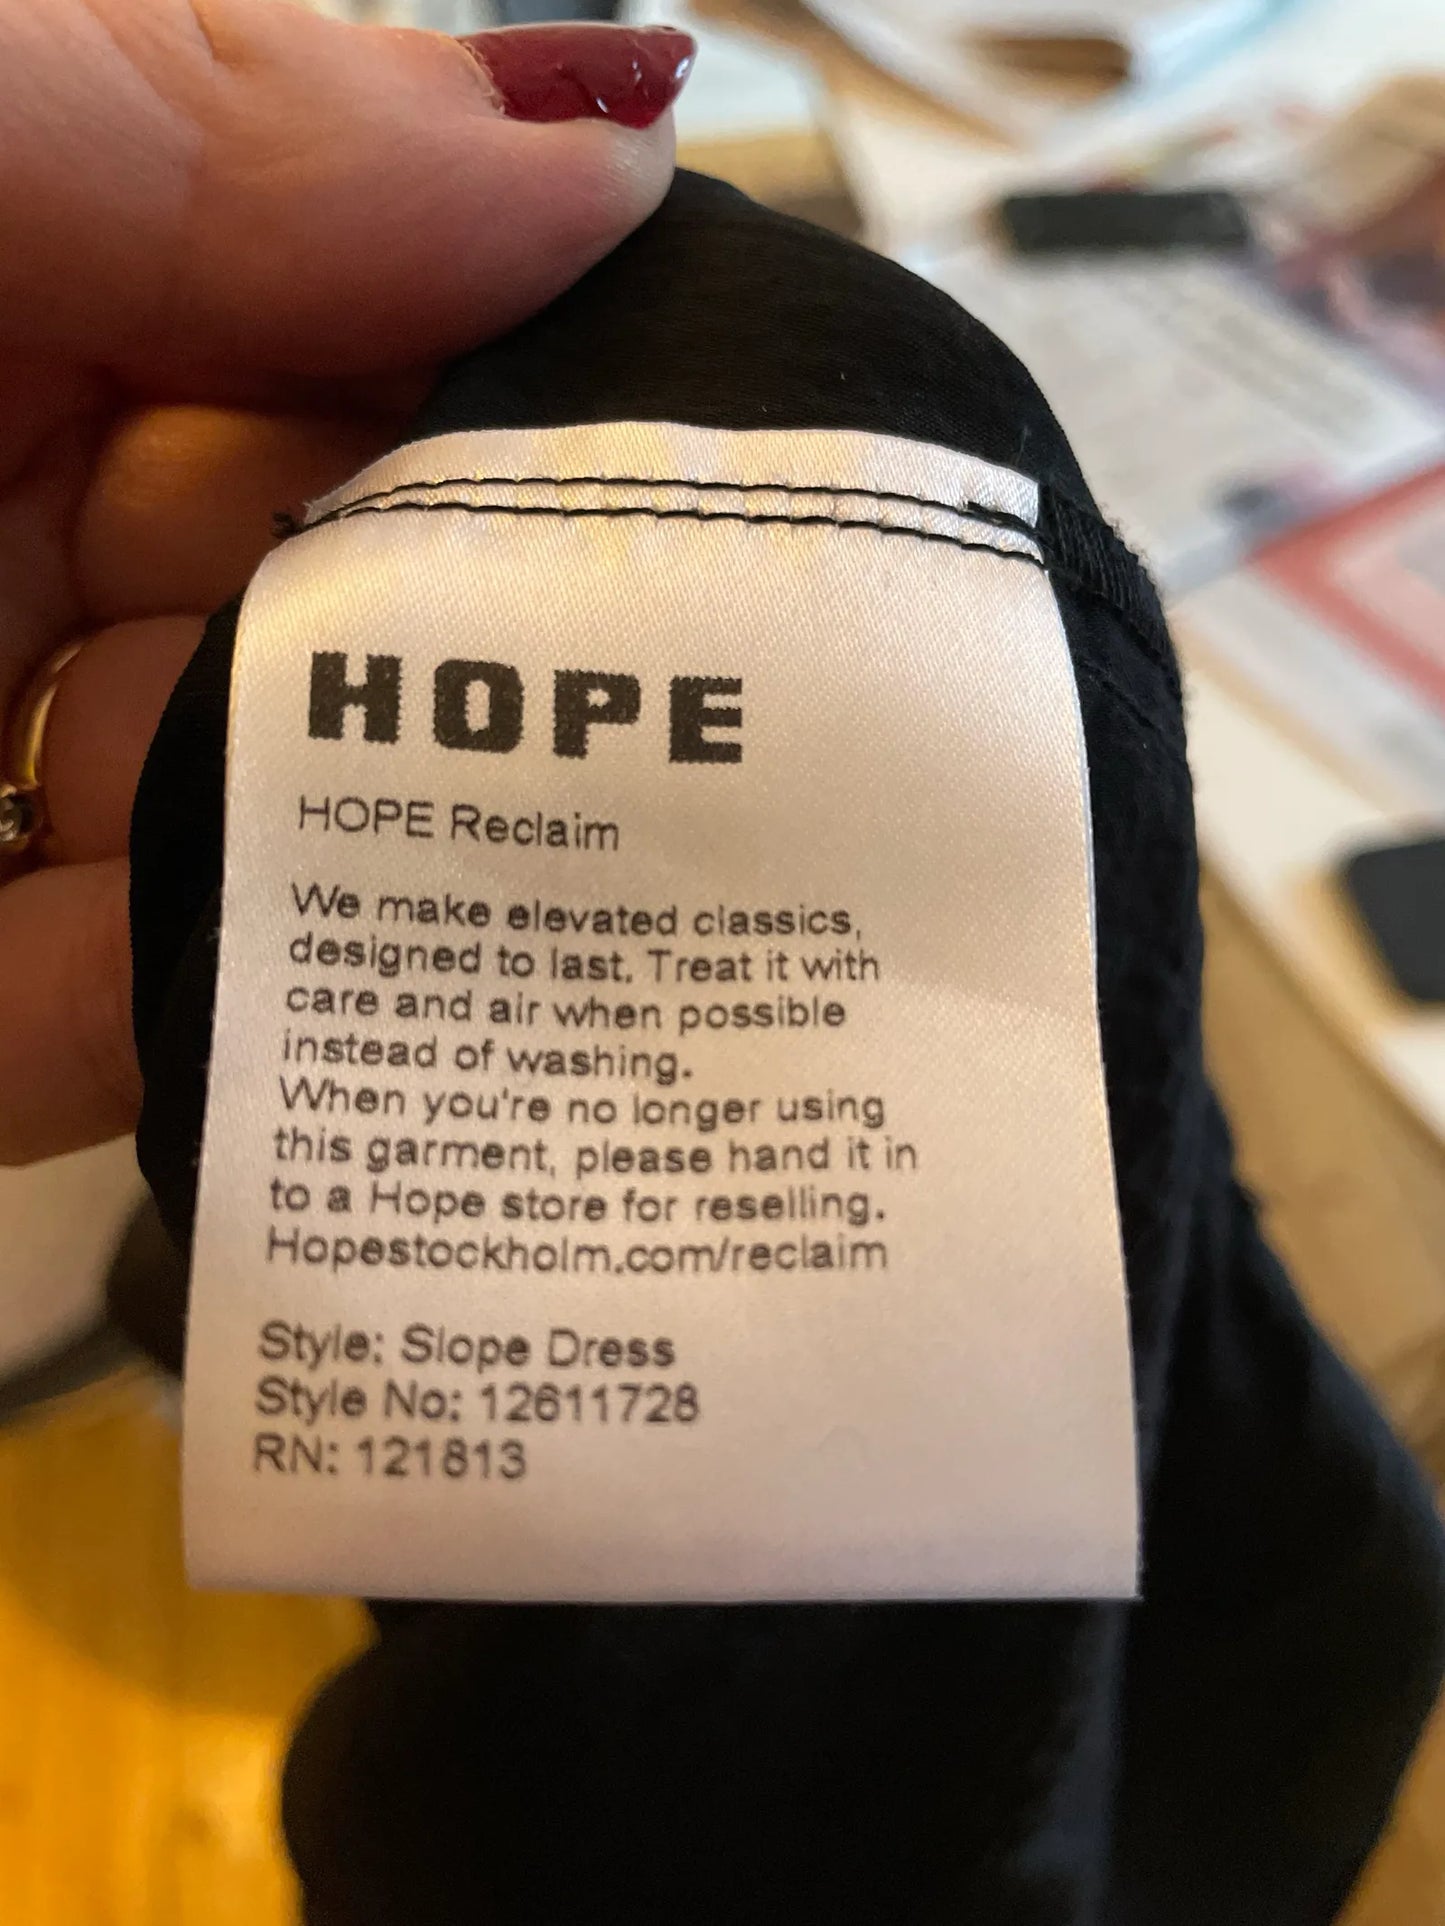 HOPE
HOPE Reclaim
We make elevated classics,
designed to last. Treat it with
care and air when possible
instead of washing.
When you're no longer using
this garment, please hand it in
to a Hope store for reselling.
Hopestockholm.com/reclaim
Style: Slope Dress
Style No: 12611728
RN: 121813